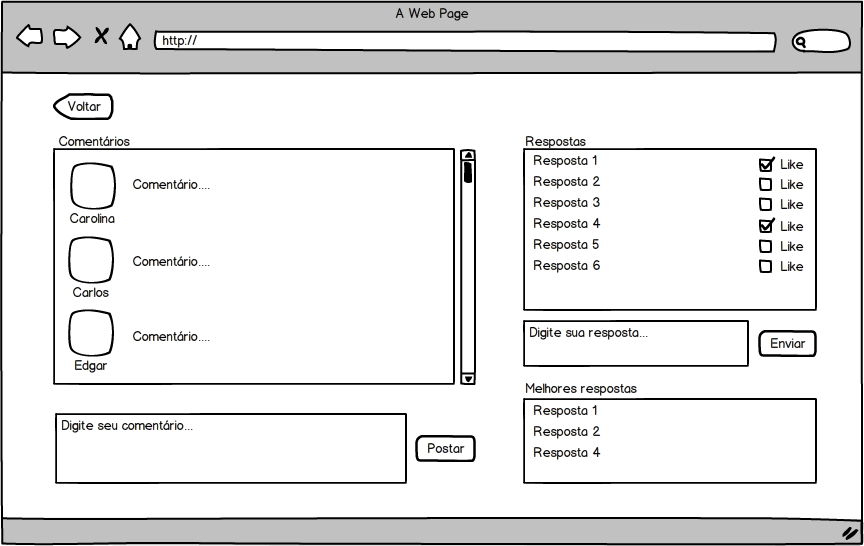 A Web Page
http://
Voltar
Comentários
Comentário....
Carolina
Comentário....
Carlos
Comentário....
Edgar
Digite seu comentário...
Postar
Respostas
Resposta 1 Like
Resposta 2 Like
Resposta 3 Like
Resposta 4 Like
Resposta 5 Like
Resposta 6 Like
Digite sua resposta...
Enviar
Melhores respostas
Resposta 1
Resposta 2
Resposta 4